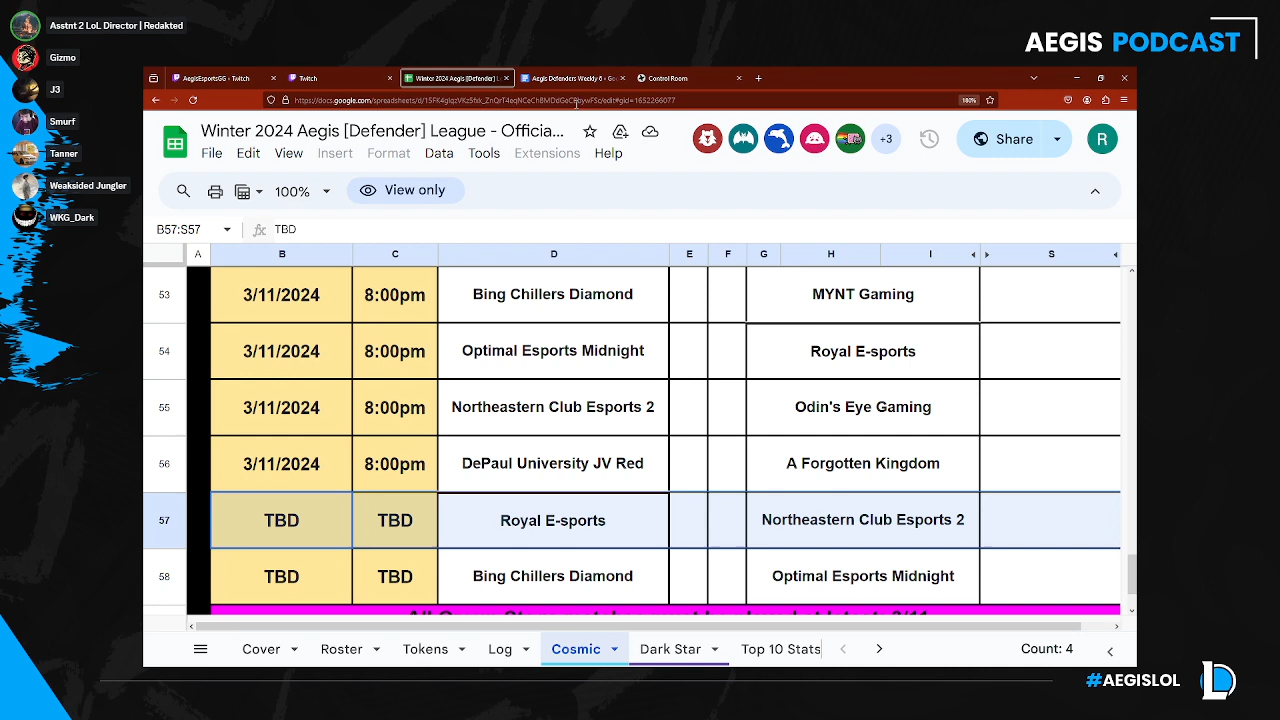 Asstnt 2 LoL Director | Redakted
Gizmo
J3
Smurf
Tanner
Weaksided Jungler
WKG_Dark
AEGIS PODCAST
AegisEsportsGG - Twitch
Twitch
Winter 2024 Aegis [Defender] L
Aegis Defenders Weekly 6 - Goo
Control Room
180%
Winter 2024 Aegis [Defender] League - Officia...
+3
Share
R
File Edit View Insert Format Data Tools Extensions Help
100%
View only
B57:S57
fx TBD
A B C D E F G H I S
53 3/11/2024 8:00pm Bing Chillers Diamond MYNT Gaming
54 3/11/2024 8:00pm Optimal Esports Midnight Royal E-sports
55 3/11/2024 8:00pm Northeastern Club Esports 2 Odin's Eye Gaming
56 3/11/2024 8:00pm DePaul University JV Red A Forgotten Kingdom
57 TBD TBD Royal E-sports Northeastern Club Esports 2
58 TBD TBD Bing Chillers Diamond Optimal Esports Midnight
Cover Roster Tokens Log Cosmic Dark Star Top 10 Stats
Count: 4
#AEGISLOL